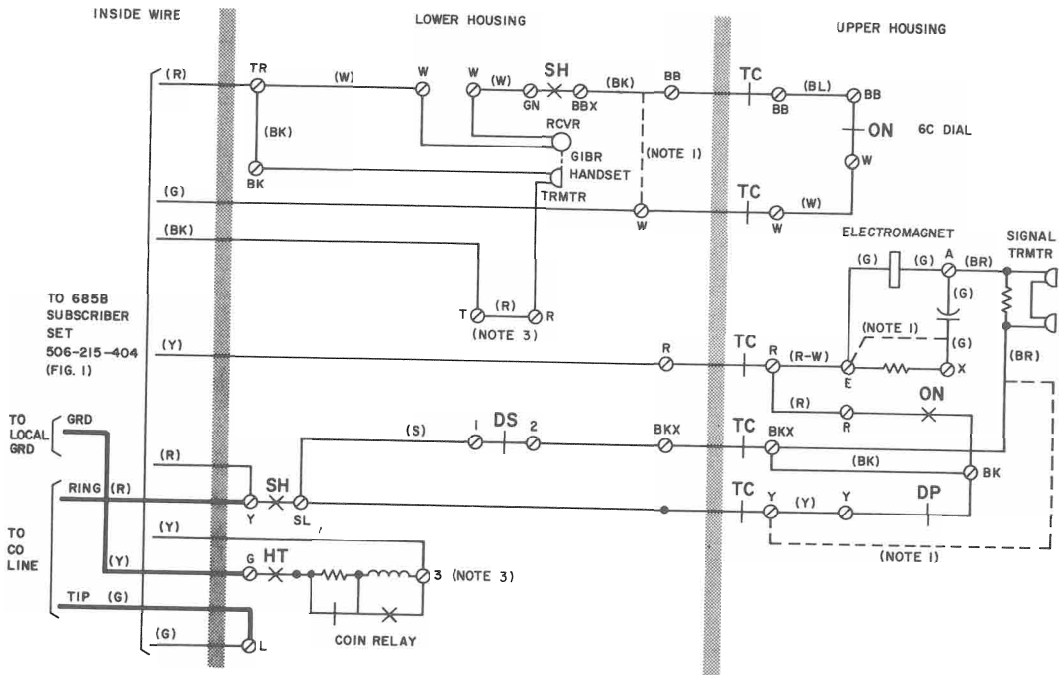 INSIDE WIRE
LOWER HOUSING
UPPER HOUSING
(R)
TR
(W)
W
W
(W)
SH
GN
BBX
(BK)
BB
TC
BB
(BL)
BB
ON
6C DIAL
(BK)
RCVR
GIBR
HANDSET
(NOTE 1)
W
BK
TRMTR
(G)
W
TC
W
(W)
(BK)
ELECTROMAGNET
SIGNAL
TRMTR
(G)
(G)
A
(BR)
(G)
T
(R)
R
(NOTE 3)
(NOTE 1)
(G)
(BR)
TO 685B
SUBSCRIBER
SET
506-215-404
(FIG. 1)
(Y)
R
TC
R
(R-W)
E
X
(R)
R
ON
TO
LOCAL
GRD
GRD
(S)
1
DS
2
BKX
TC
BKX
(BK)
BK
(R)
RING (R)
Y
SH
SL
TC
Y
(Y)
Y
DP
(NOTE 1)
TO
CO
LINE
(Y)
(Y)
G
HT
3 (NOTE 3)
TIP (G)
COIN RELAY
(G)
L